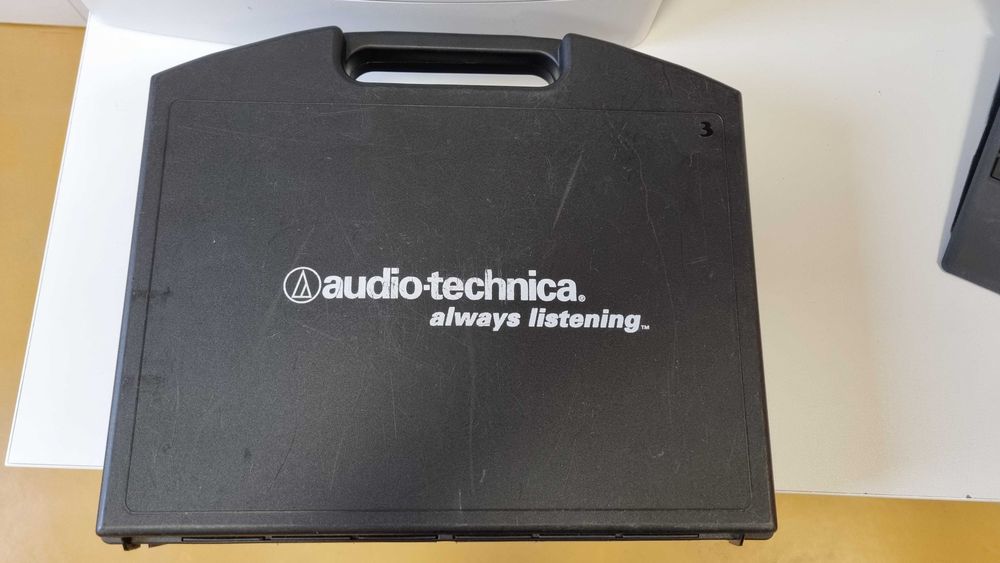 3
audio-technica®
always listening™